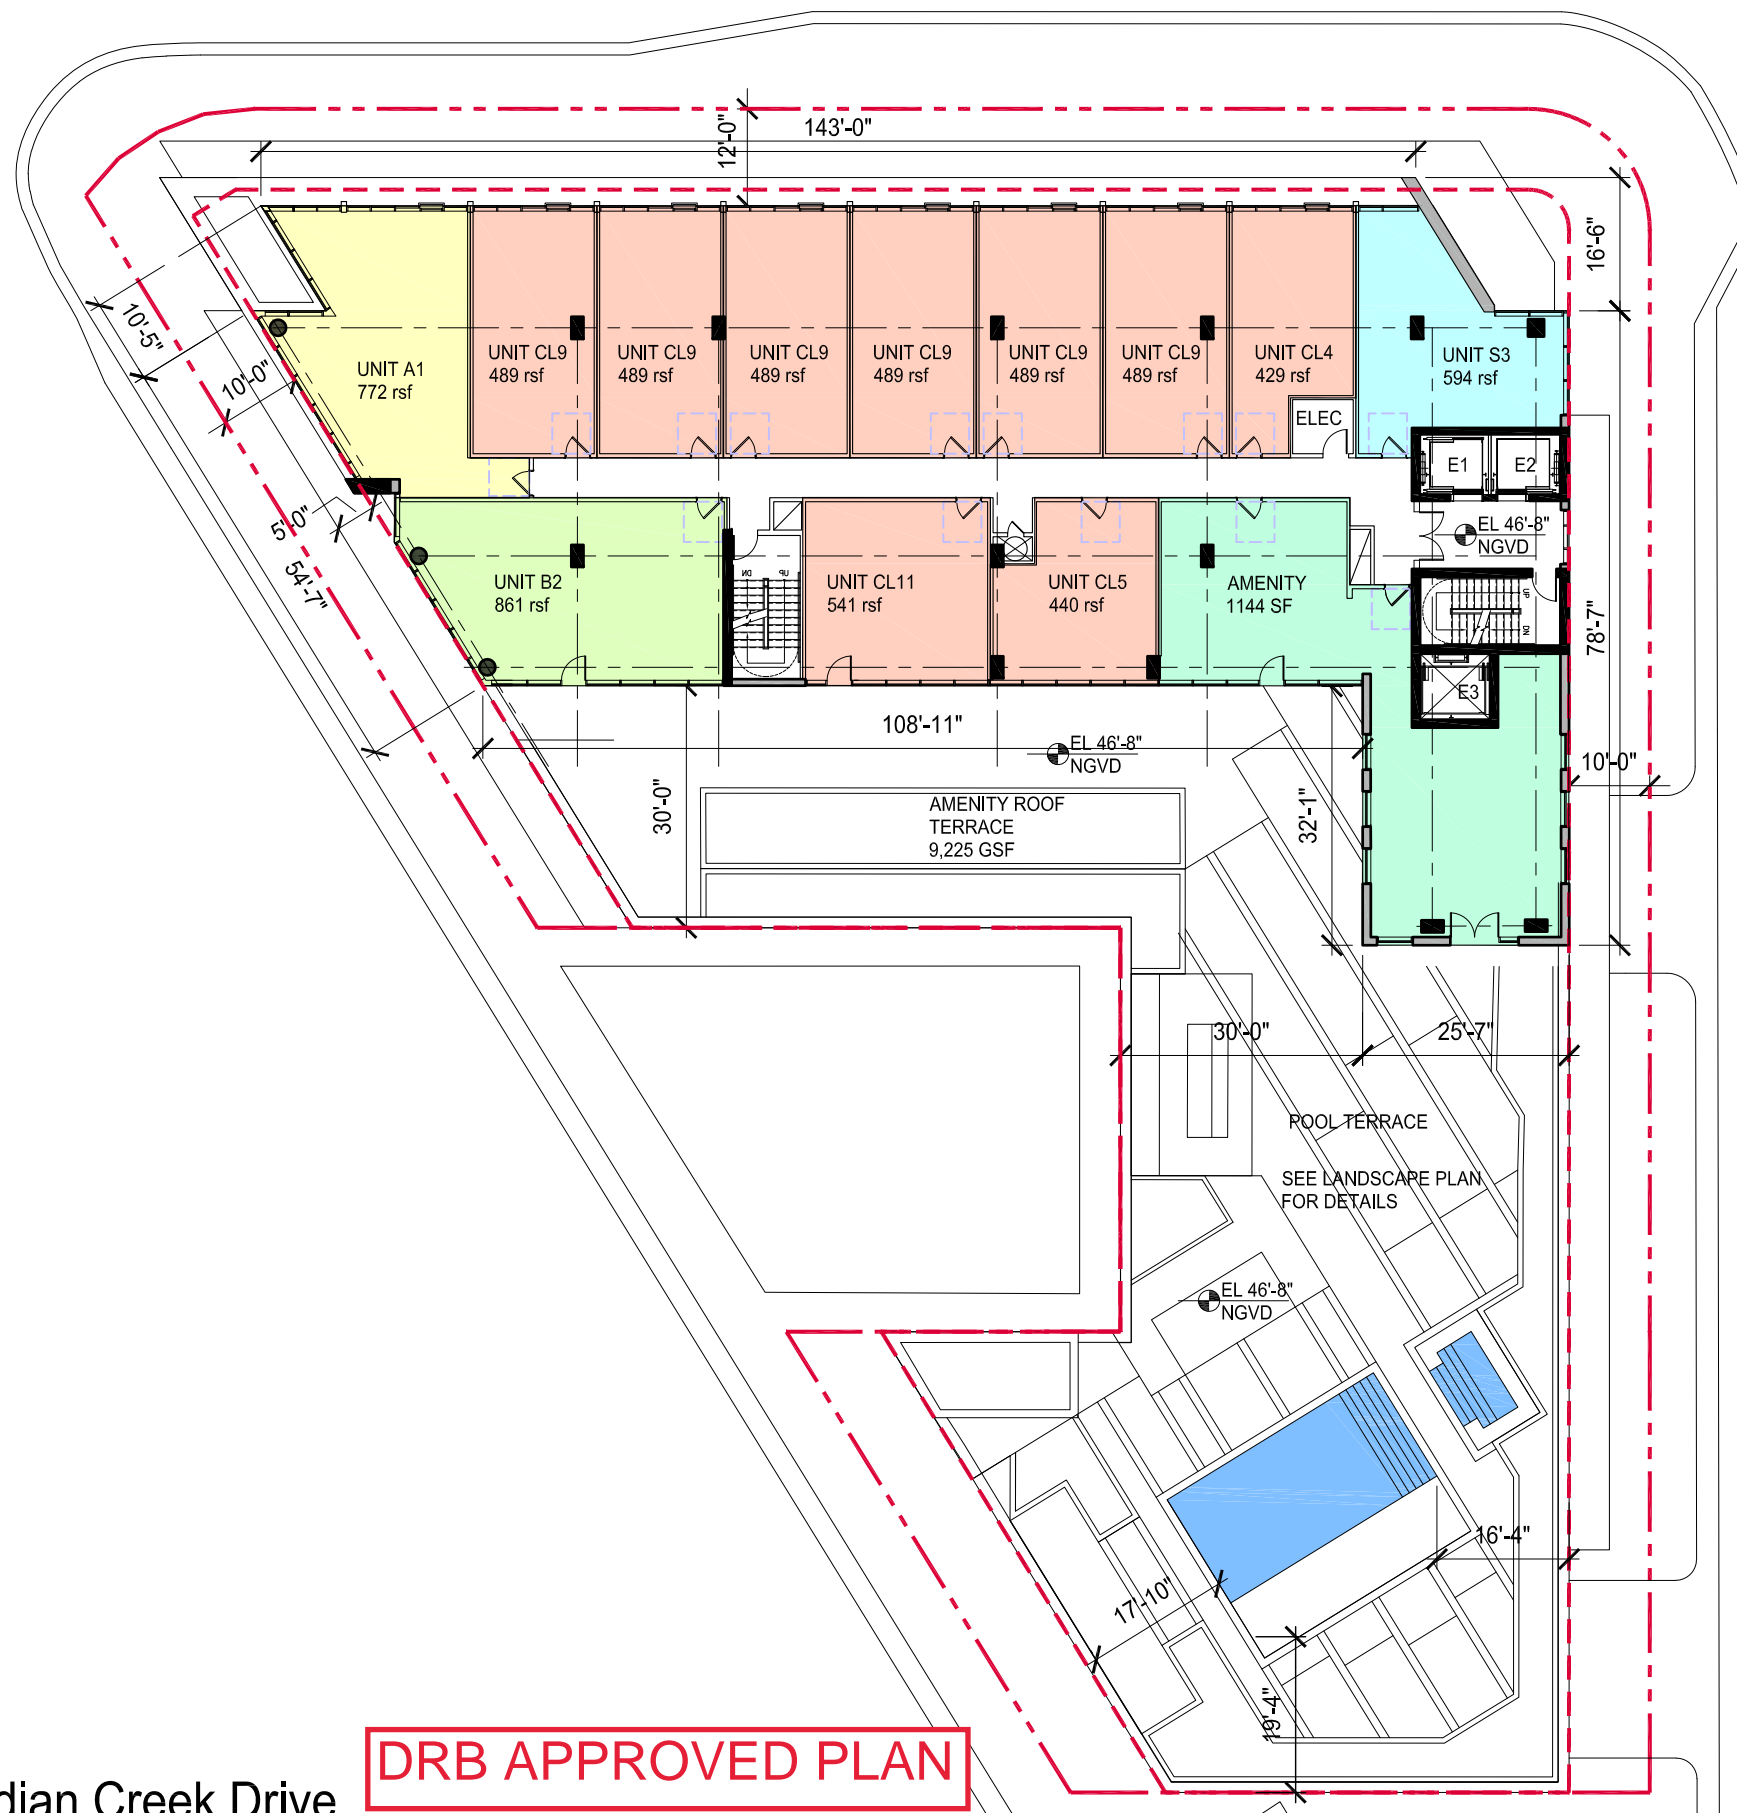 143'-0"
12'-0"
16'-6"
10'-5"
10'-0"
UNIT A1
772 rsf
UNIT CL9
489 rsf
UNIT CL9
489 rsf
UNIT CL9
489 rsf
UNIT CL9
489 rsf
UNIT CL9
489 rsf
UNIT CL9
489 rsf
UNIT CL4
429 rsf
UNIT S3
594 rsf
ELEC
E1
E2
5'-0"
54'-7"
EL 46'-8"
NGVD
UNIT B2
861 rsf
DN
UP
UNIT CL11
541 rsf
UNIT CL5
440 rsf
AMENITY
1144 SF
UP
DN
78'-7"
E3
108'-11"
EL 46'-8"
NGVD
10'-0"
30'-0"
AMENITY ROOF
TERRACE
9,225 GSF
32'-1"
30'-0"
25'-7"
POOL TERRACE
SEE LANDSCAPE PLAN
FOR DETAILS
EL 46'-8"
NGVD
16'-4"
17'-10"
19'-4"
DRB APPROVED PLAN
dian Creek Drive